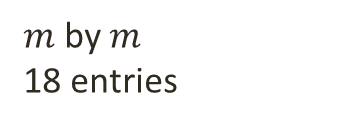 𝑚 by 𝑚
18 entries